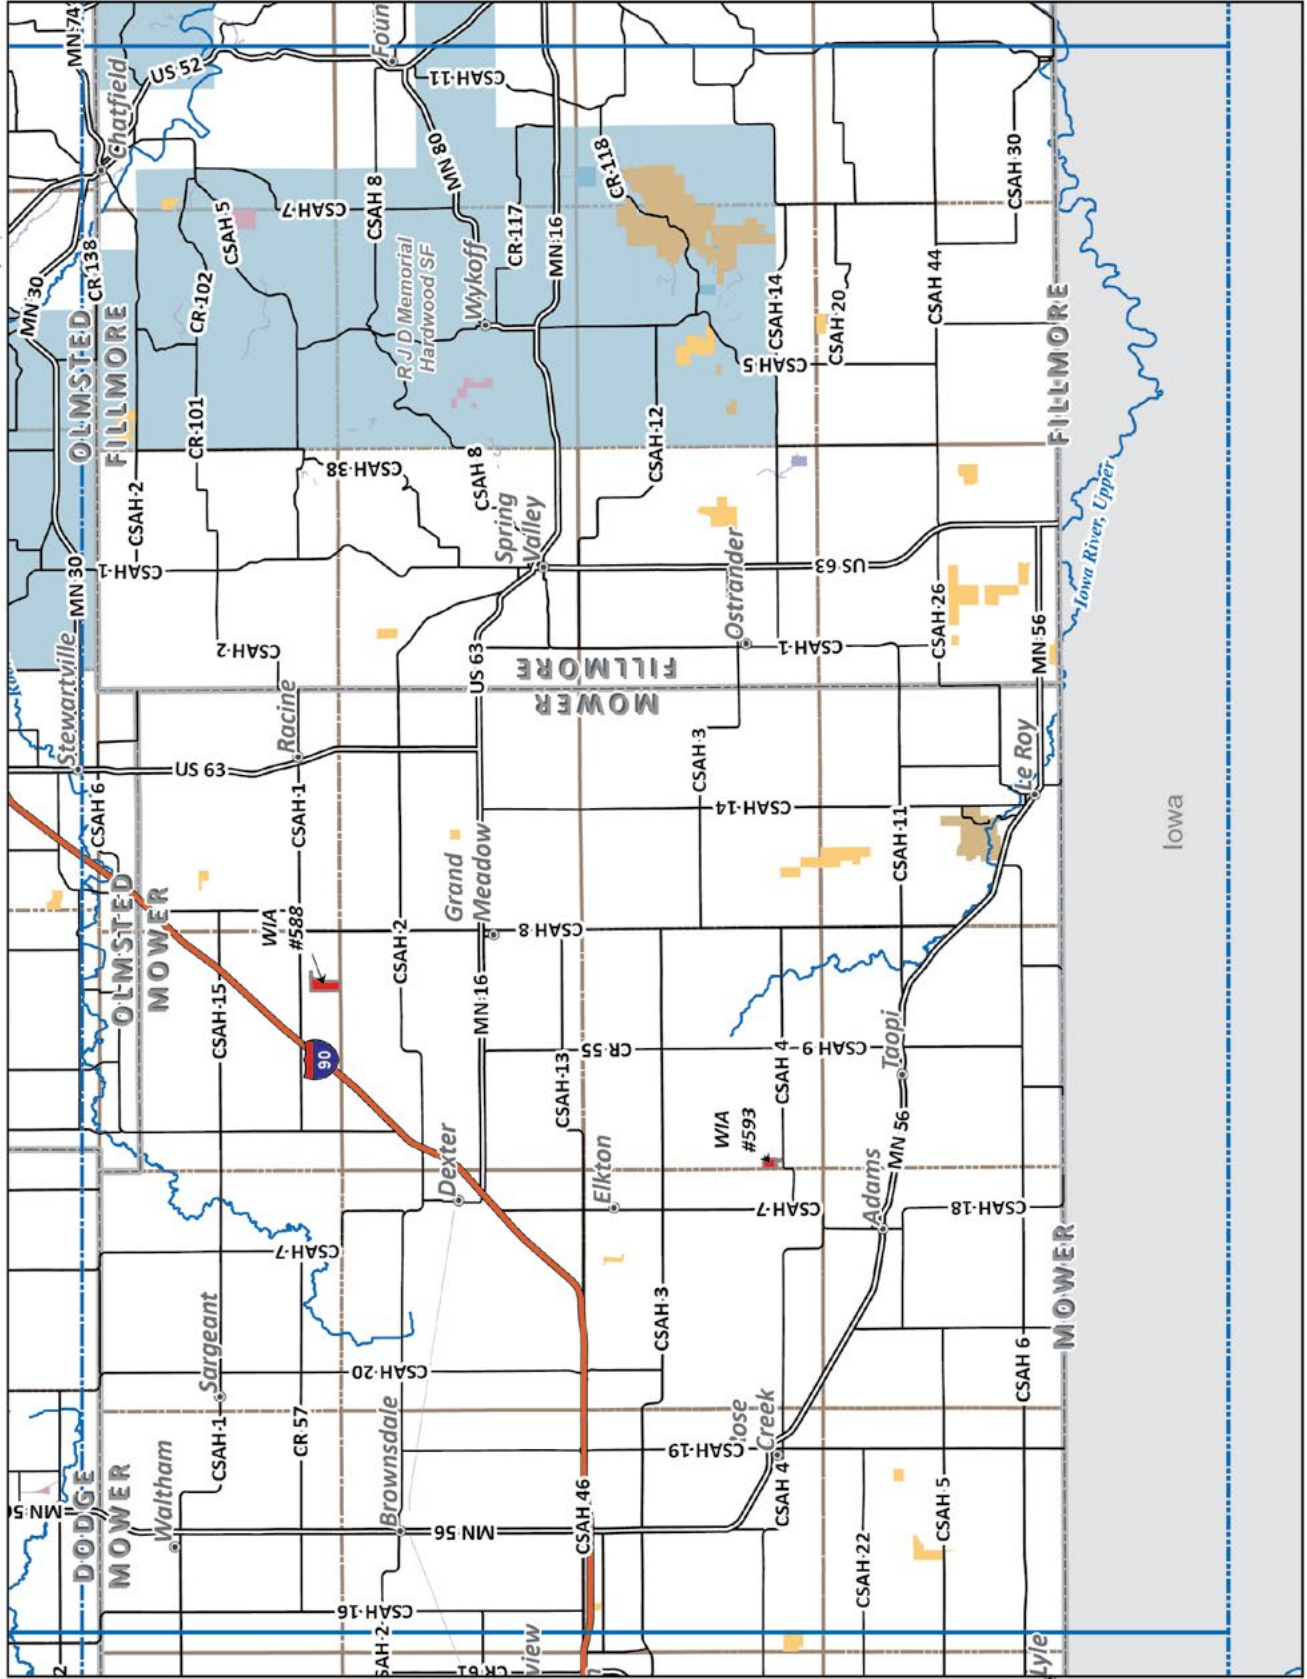 2
MN 56
MN 30
MN 74
DODGE
MOWER
Stewartville
MN 30
OLMSTED
FILLMORE
CR 138
Chatfield
CSAH 6
OLMSTED
MOWER
CSAH 1
CSAH 2
US 52
Waltham
CSAH 1
Sargeant
CSAH 15
US 63
CSAH 2
CR 101
CR 102
CSAH 5
CR 57
CSAH 7
WIA
#588
CSAH 1
Racine
CSAH 7
90
CSAH 38
CSAH 2
CSAH 16
Brownsdale
CSAH 20
CSAH 2
R J D Memorial
Hardwood SF
CSAH 8
Foun
MN 56
Dexter
MN 16
Grand
Meadow
US 63
CSAH 8
Wykoff
MN 80
CSAH 11
CR 61
view
CSAH 13
CSAH 8
Spring
Valley
CR 117
MN 16
CSAH 46
Elkton
CR 55
MOWER
FILLMORE
CR 118
CSAH 3
CSAH 12
CSAH 19
CSAH 3
WIA
#593
CSAH 14
Ostrander
Creek
CSAH 4
CSAH 7
CSAH 4
CSAH 5
CSAH 14
CSAH 9
CSAH 1
US 63
CSAH 20
CSAH 22
Adams
MN 56
Taopi
CSAH 11
CSAH 5
CSAH 18
CSAH 26
CSAH 44
Lyle
CSAH 6
Le Roy
MN 56
CSAH 30
MOWER
FILLMORE
Iowa River, Upper
Iowa